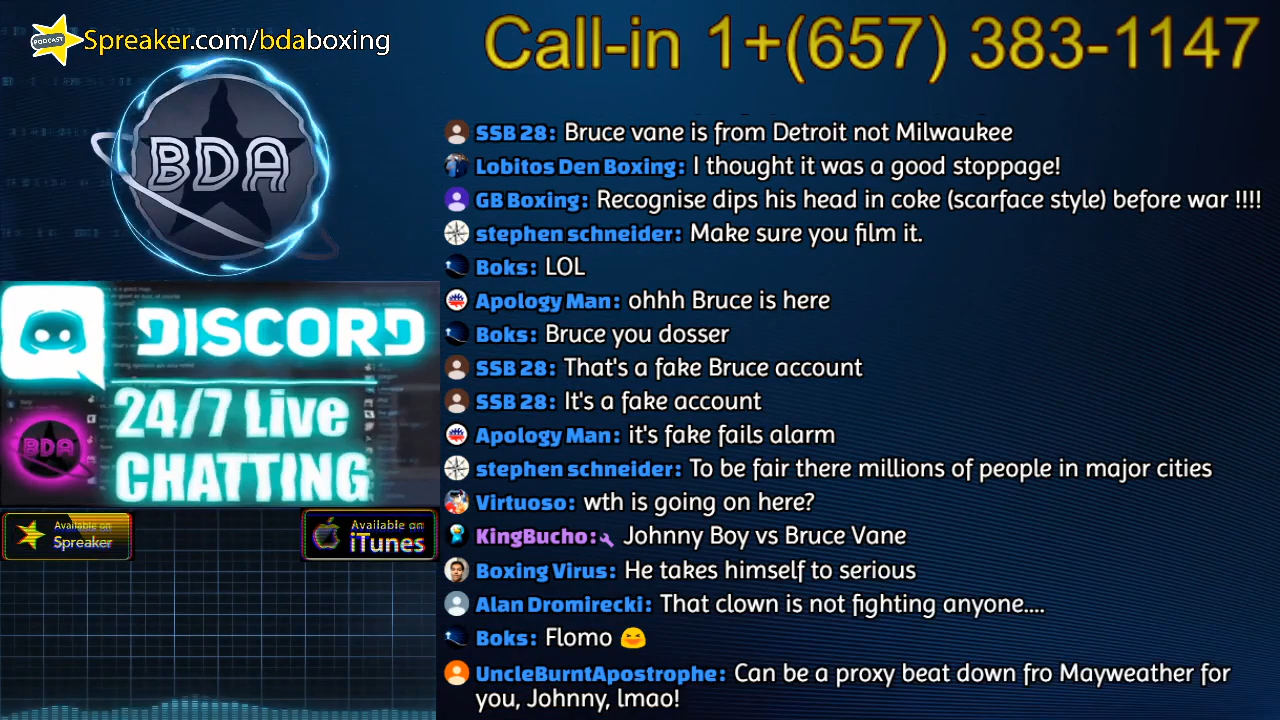 PODCAST
Spreaker.com/bdaboxing
Call-in 1+(657) 383-1147
BDA
DISCORD
24/7 Live
CHATTING
BDA
Available on
Spreaker
Available on
iTunes
SSB 28: Bruce vane is from Detroit not Milwaukee
Lobitos Den Boxing: I thought it was a good stoppage!
GB Boxing: Recognise dips his head in coke (scarface style) before war !!!!
stephen schneider: Make sure you film it.
Boks: LOL
Apology Man: ohhh Bruce is here
Boks: Bruce you dosser
SSB 28: That's a fake Bruce account
SSB 28: It's a fake account
Apology Man: it's fake fails alarm
stephen schneider: To be fair there millions of people in major cities
Virtuoso: wth is going on here?
KingBucho: Johnny Boy vs Bruce Vane
Boxing Virus: He takes himself to serious
Alan Dromirecki: That clown is not fighting anyone....
Boks: Flomo 😆
UncleBurntApostrophe: Can be a proxy beat down fro Mayweather for
you, Johnny, lmao!